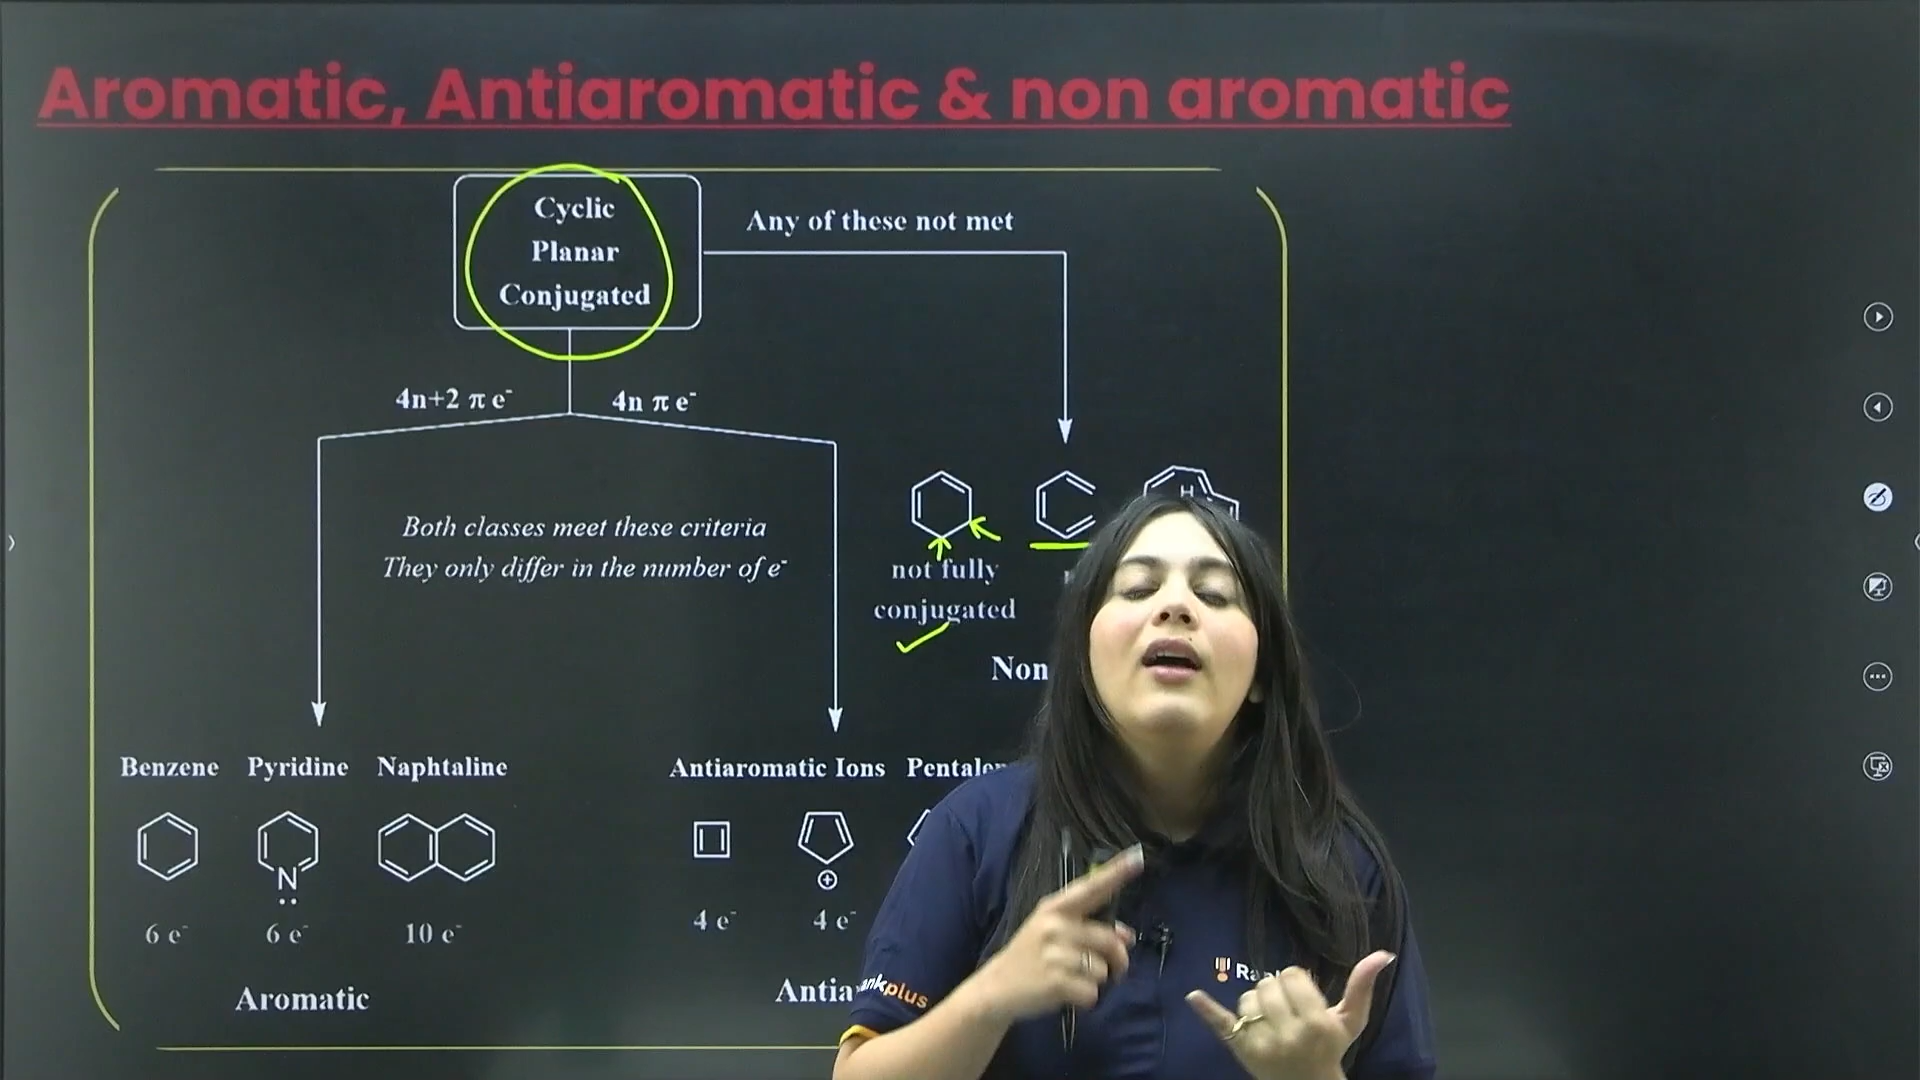 Aromatic, Antiaromatic & non aromatic
Cyclic
Planar
Conjugated
Any of these not met
4n+2 π e⁻
4n π e⁻
Both classes meet these criteria
They only differ in the number of e⁻
H
not fully
conjugated
Non
Benzene Pyridine Naphtaline
Antiaromatic Ions
N
6 e⁻ 6 e⁻ 10 e⁻
4 e⁻ 4 e⁻
Aromatic
plus